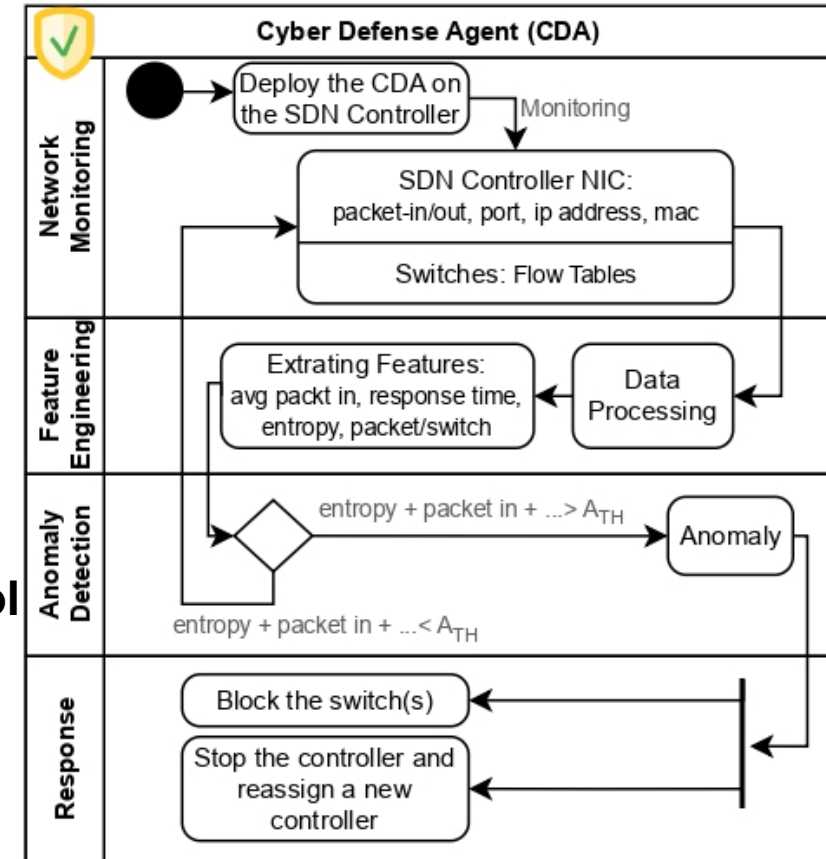 Cyber Defense Agent (CDA)
Network
Monitoring
Deploy the CDA on
the SDN Controller
Monitoring
SDN Controller NIC:
packet-in/out, port, ip address, mac
Switches: Flow Tables
Feature
Engineering
Extrating Features:
avg packt in, response time,
entropy, packet/switch
Data
Processing
Anomaly
Detection
entropy + packet in + ...> ATH
Anomaly
entropy + packet in + ...< ATH
ol
Response
Block the switch(s)
Stop the controller and
reassign a new
controller